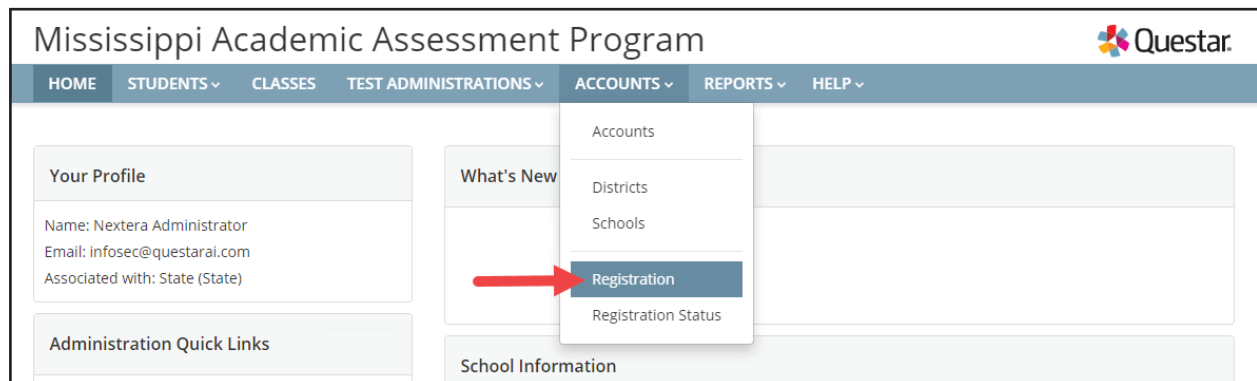 Mississippi Academic Assessment Program
Questar.
HOME STUDENTS CLASSES TEST ADMINISTRATIONS ACCOUNTS REPORTS HELP
Accounts
Districts
Schools
Registration
Registration Status
Your Profile
Name: Nextera Administrator
Email: infosec@questarai.com
Associated with: State (State)
Administration Quick Links
What's New
School Information